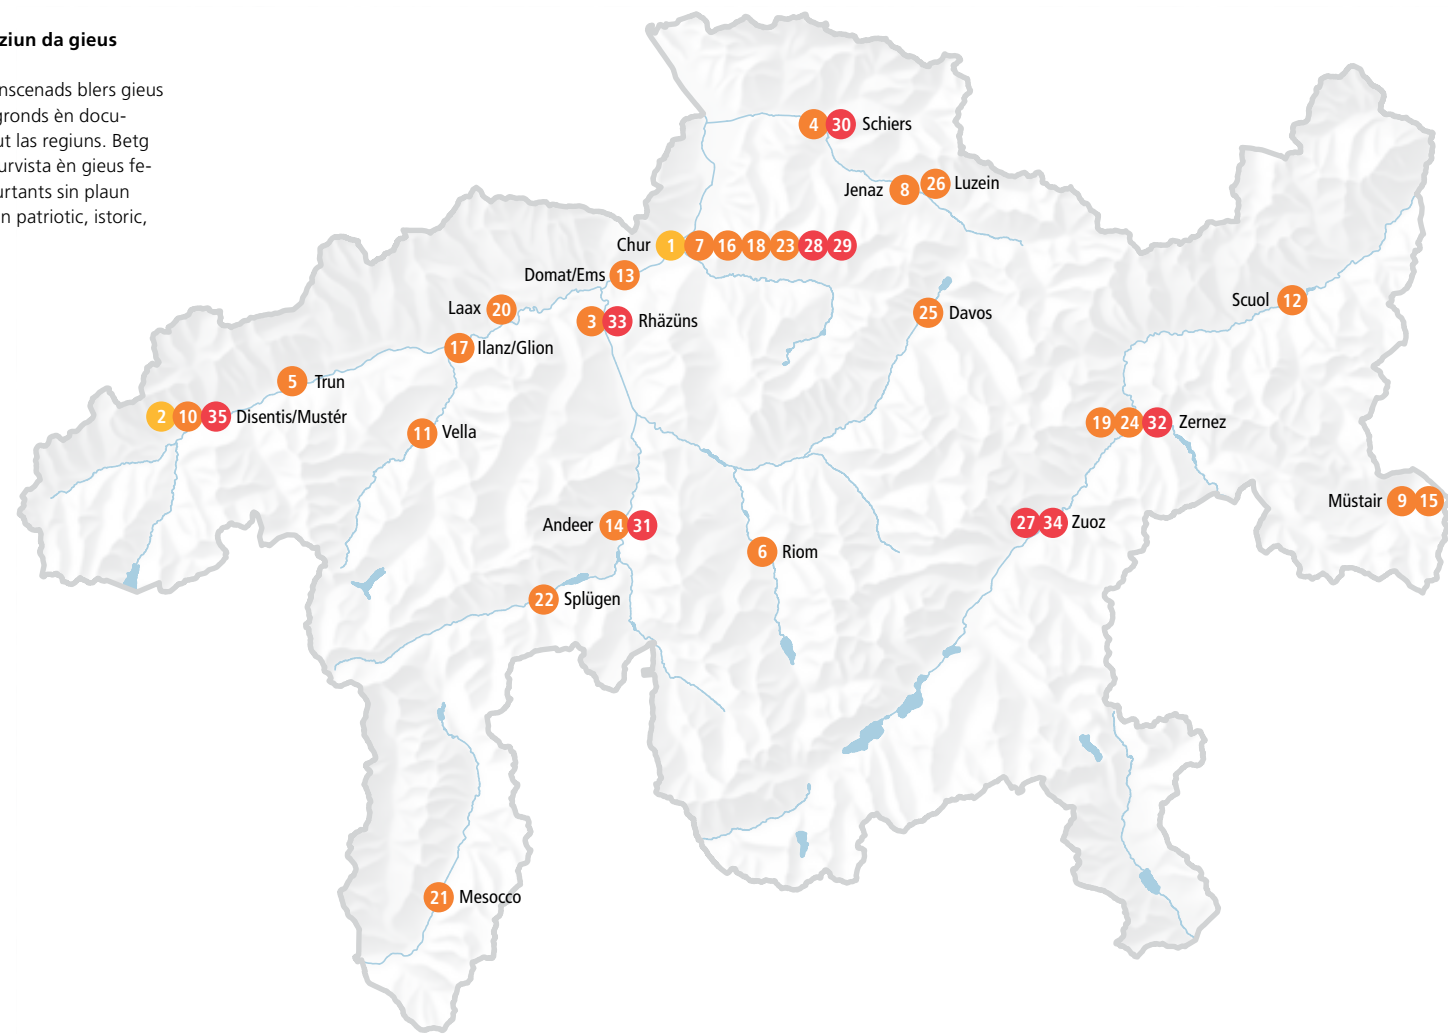 ziun da gieus
nscenads blers gieus
gronds èn docu-
ut las regiuns. Betg
urvista èn gieus fe-
urtants sin plaun
n patriotic, istoric,
4 30 Schiers
Jenaz 8 26 Luzein
Chur 1 7 16 18 23 28 29
Domat/Ems 13
Scuol 12
Laax 20
3 33 Rhäzüns
25 Davos
17 Ilanz/Glion
5 Trun
2 10 35 Disentis/Mustér
11 Vella
19 24 32 Zernez
Müstair 9 15
Andeer 14 31
27 34 Zuoz
6 Riom
22 Splügen
21 Mesocco